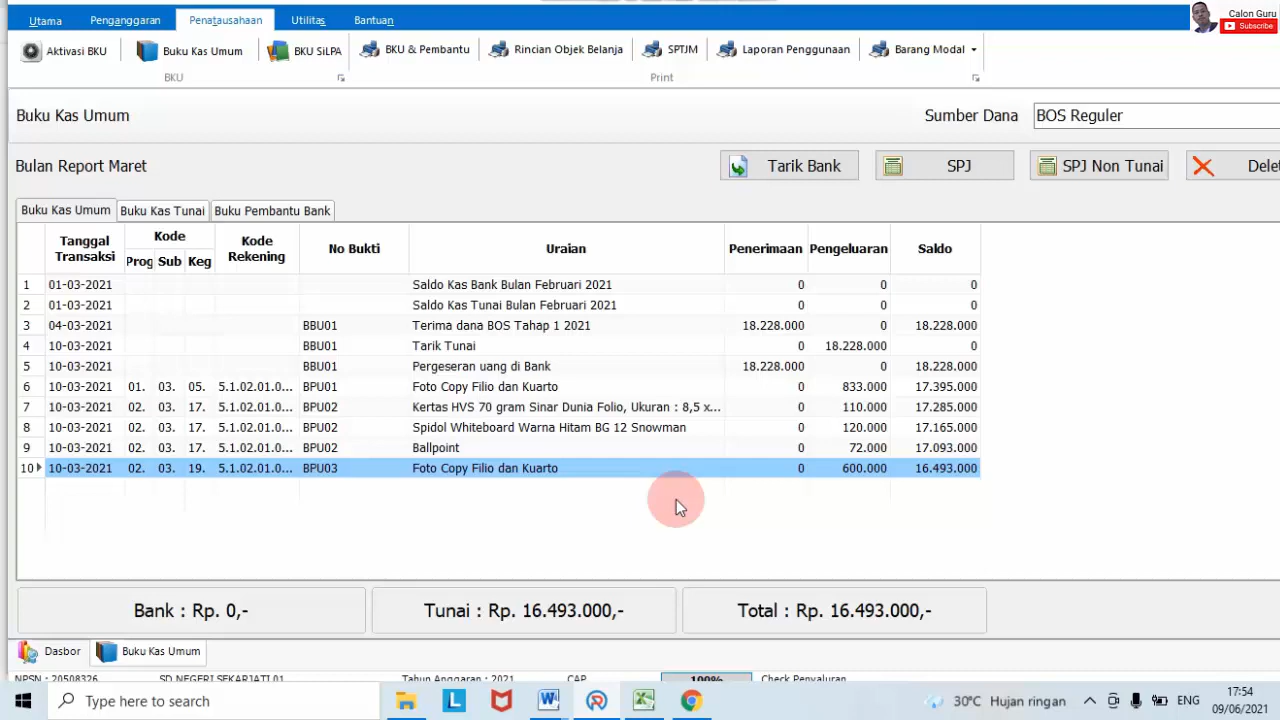 Utama Penganggaran Penatausahaan Utilitas Bantuan
Calon Guru
Subscribe
Aktivasi BKU Buku Kas Umum BKU SiLPA BKU & Pembantu Rincian Objek Belanja SPTJM Laporan Penggunaan Barang Modal
BKU Print
Buku Kas Umum Sumber Dana BOS Reguler
Bulan Report Maret Tarik Bank SPJ SPJ Non Tunai
Buku Kas Umum Buku Kas Tunai Buku Pembantu Bank
Tanggal Transaksi Kode Prog Sub Keg Kode Rekening No Bukti Uraian Penerimaan Pengeluaran Saldo
1 01-03-2021 Saldo Kas Bank Bulan Februari 2021 0 0 0
2 01-03-2021 Saldo Kas Tunai Bulan Februari 2021 0 0 0
3 04-03-2021 BBU01 Terima dana BOS Tahap 1 2021 18.228.000 0 18.228.000
4 10-03-2021 BBU01 Tarik Tunai 0 18.228.000 0
5 10-03-2021 BBU01 Pergeseran uang di Bank 18.228.000 0 18.228.000
6 10-03-2021 01. 03. 05. 5.1.02.01.0... BPU01 Foto Copy Filio dan Kuarto 0 833.000 17.395.000
7 10-03-2021 02. 03. 17. 5.1.02.01.0... BPU02 Kertas HVS 70 gram Sinar Dunia Folio, Ukuran : 8,5 x... 0 110.000 17.285.000
8 10-03-2021 02. 03. 17. 5.1.02.01.0... BPU02 Spidol Whiteboard Warna Hitam BG 12 Snowman 0 120.000 17.165.000
9 10-03-2021 02. 03. 17. 5.1.02.01.0... BPU02 Ballpoint 0 72.000 17.093.000
10 10-03-2021 02. 03. 19. 5.1.02.01.0... BPU03 Foto Copy Filio dan Kuarto 0 600.000 16.493.000
Bank : Rp. 0,- Tunai : Rp. 16.493.000,- Total : Rp. 16.493.000,-
Dasbor Buku Kas Umum
NPSN : 20508326 SD NEGERI SEKARJATI 01 Tahun Anggaran : 2021 CAP 100% Check Penyaluran
Type here to search 30°C Hujan ringan ENG 17:54
09/06/2021